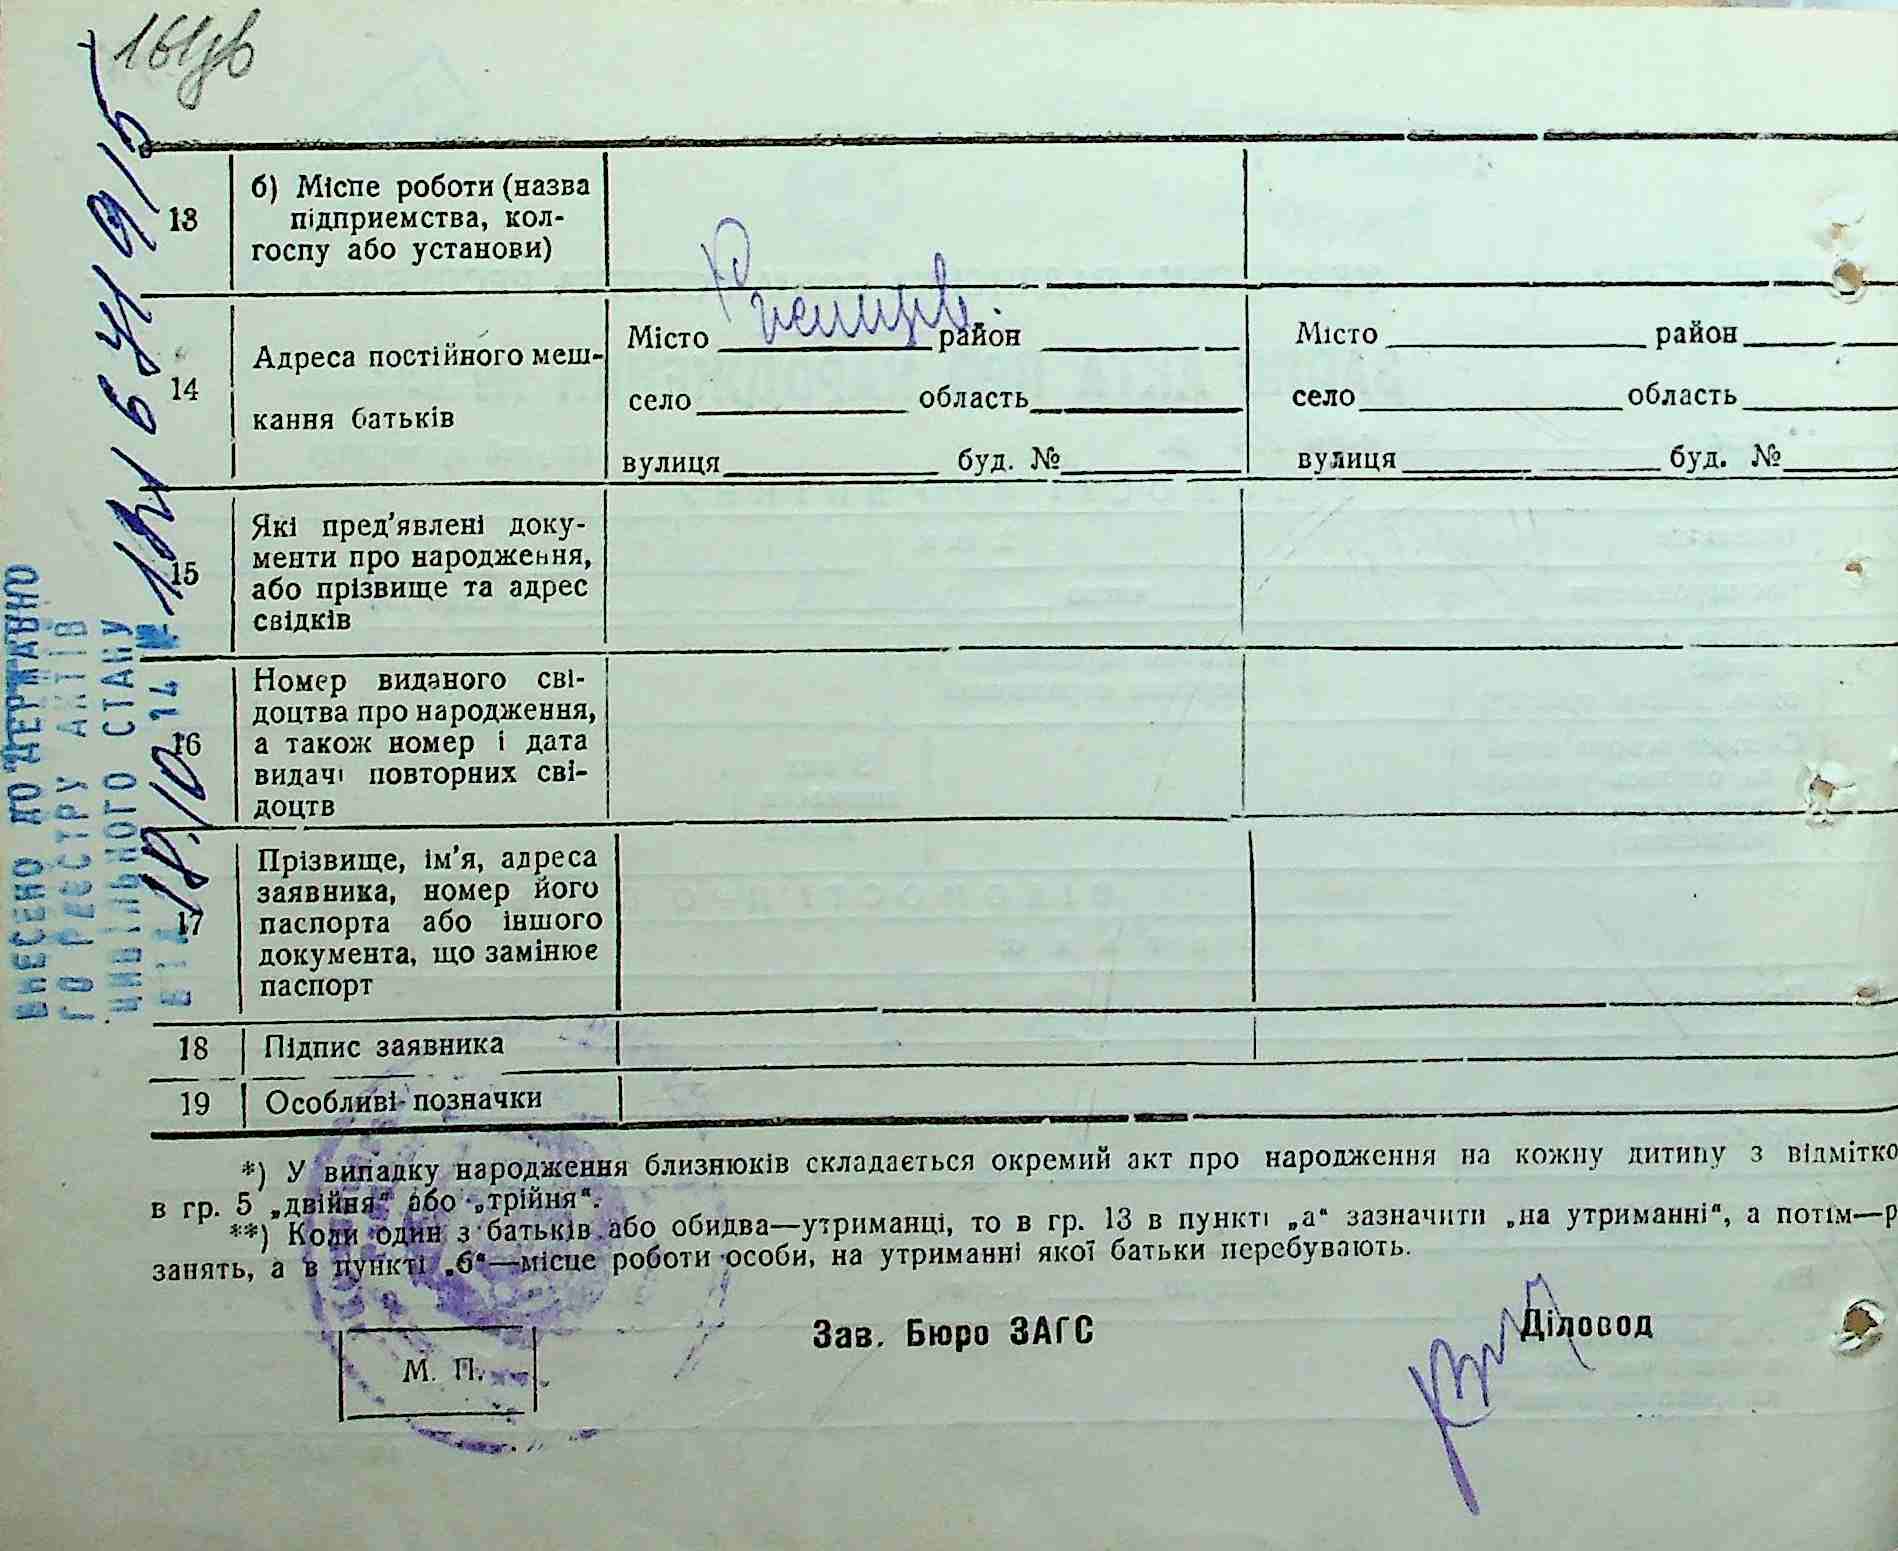 13
б) Місце роботи (назва
підприємства, кол-
госпу або установи)
14
Адреса постійного меш-
кання батьків
Місто район
село область
вулиця буд. №
Місто район
село область
вулиця буд. №
15
Які пред’явлені доку-
менти про народження,
або прізвище та адрес
свідків
16
Номер виданого сві-
доцтва про народження,
а також номер і дата
видачі повторних сві-
доцтв
17
Прізвище, ім’я, адреса
заявника, номер його
паспорта або іншого
документа, що замінює
паспорт
18
Підпис заявника
19
Особливі позначки
*) У випадку народження близнюків складається окремий акт про народження на кожну дитину з відмітко
в гр. 5 „двійня“ або „трійня“.
**) Коли один з батьків або обидва—утриманці, то в гр. 13 в пункті „а“ зазначити „на утриманні“, а потім—р
занять, а в пункті „б“—місце роботи особи, на утриманні якої батьки перебувають.
Зав. Бюро ЗАГС
Діловод
М. П.
ВНЕСЕНО ДО ДЕРЖАВНО
ГО РЕЄСТРУ АКТІВ
ЦИВІЛЬНОГО СТАНУ
ВІД 18.10 14 №